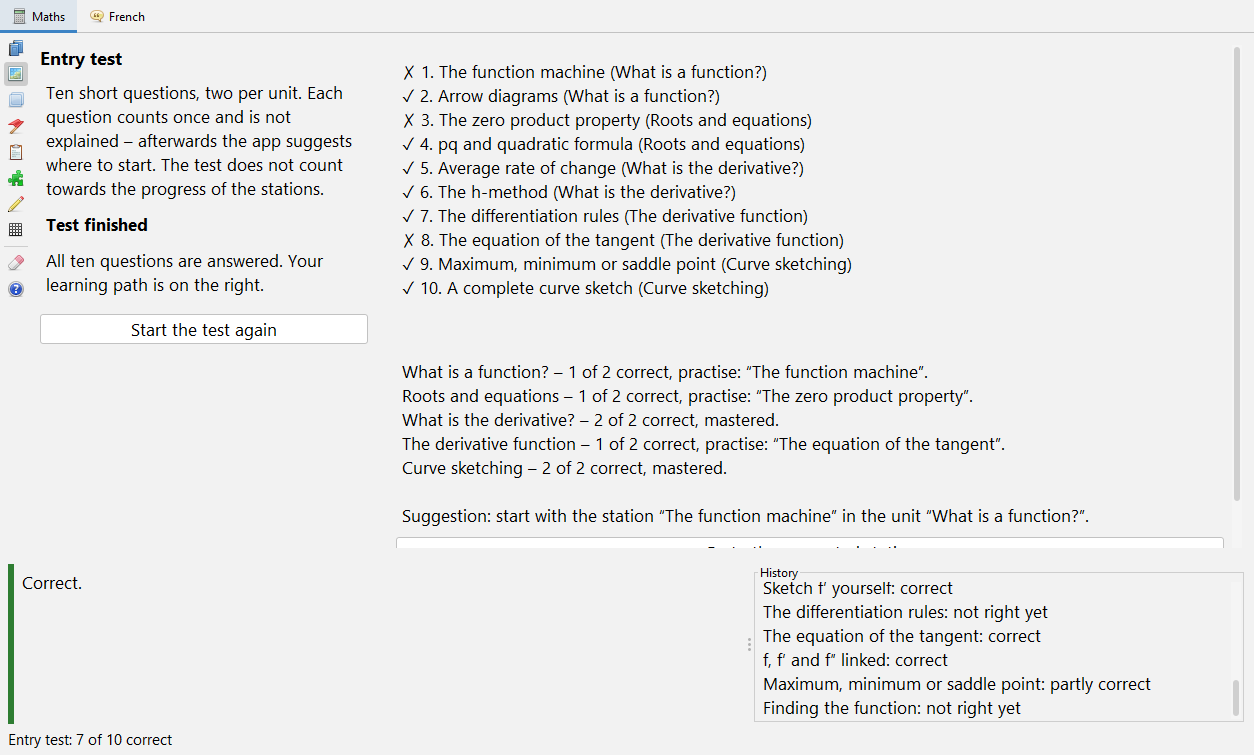 Maths
French
Entry test
Ten short questions, two per unit. Each
question counts once and is not
explained – afterwards the app suggests
where to start. The test does not count
towards the progress of the stations.
Test finished
All ten questions are answered. Your
learning path is on the right.
Start the test again
✗ 1. The function machine (What is a function?)
✓ 2. Arrow diagrams (What is a function?)
✗ 3. The zero product property (Roots and equations)
✓ 4. pq and quadratic formula (Roots and equations)
✓ 5. Average rate of change (What is the derivative?)
✓ 6. The h-method (What is the derivative?)
✓ 7. The differentiation rules (The derivative function)
✗ 8. The equation of the tangent (The derivative function)
✓ 9. Maximum, minimum or saddle point (Curve sketching)
✓ 10. A complete curve sketch (Curve sketching)
What is a function? – 1 of 2 correct, practise: “The function machine”.
Roots and equations – 1 of 2 correct, practise: “The zero product property”.
What is the derivative? – 2 of 2 correct, mastered.
The derivative function – 1 of 2 correct, practise: “The equation of the tangent”.
Curve sketching – 2 of 2 correct, mastered.
Suggestion: start with the station “The function machine” in the unit “What is a function?”.
Correct.
History
Sketch f′ yourself: correct
The differentiation rules: not right yet
The equation of the tangent: correct
f, f′ and f″ linked: correct
Maximum, minimum or saddle point: partly correct
Finding the function: not right yet
Entry test: 7 of 10 correct